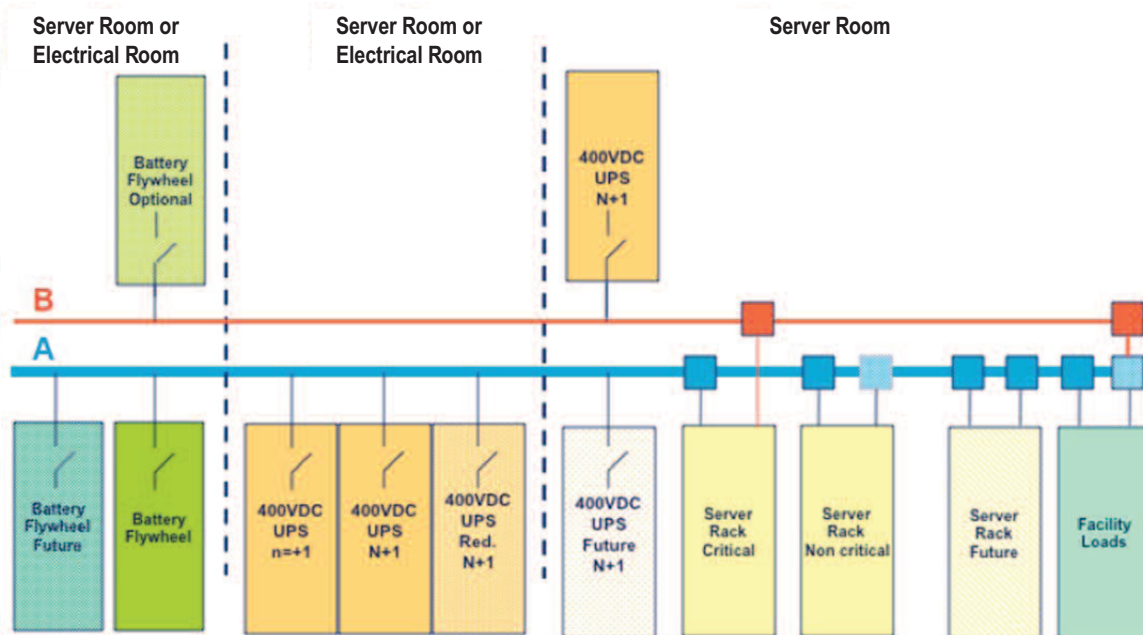 Server Room or
Electrical Room
Server Room or
Electrical Room
Server Room
Battery
Flywheel
Optional
400VDC
UPS
N+1
B
A
Battery
Flywheel
Future
Battery
Flywheel
400VDC
UPS
n=+1
400VDC
UPS
N+1
400VDC
UPS
Red.
N+1
400VDC
UPS
Future
N+1
Server
Rack
Critical
Server
Rack
Non critical
Server
Rack
Future
Facility
Loads